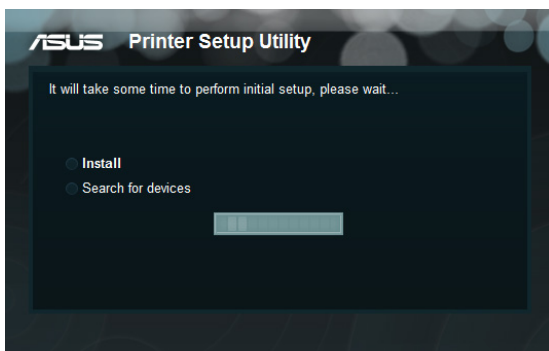 ASUS Printer Setup Utility
It will take some time to perform initial setup, please wait...
Install
Search for devices